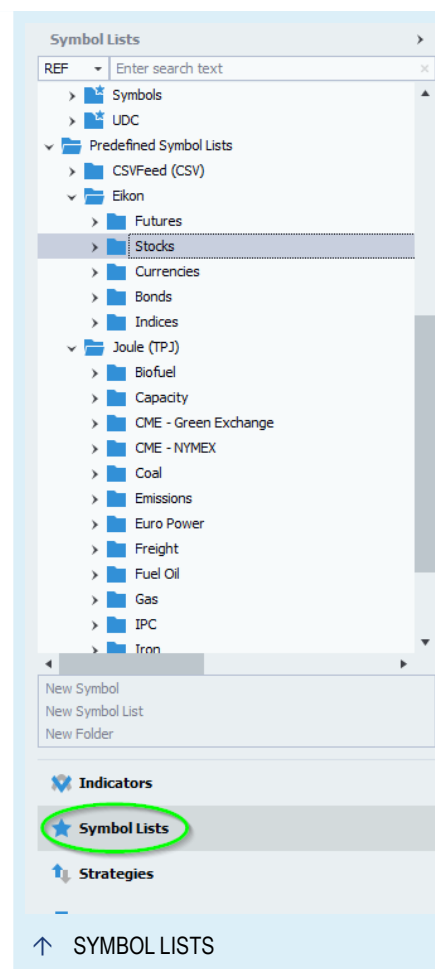 Symbol Lists
REF Enter search text
Symbols
UDC
Predefined Symbol Lists
CSVFeed (CSV)
Eikon
Futures
Stocks
Currencies
Bonds
Indices
Joule (TPJ)
Biofuel
Capacity
CME - Green Exchange
CME - NYMEX
Coal
Emissions
Euro Power
Freight
Fuel Oil
Gas
IPC
Iron
New Symbol
New Symbol List
New Folder
Indicators
Symbol Lists
Strategies
↑ SYMBOL LISTS